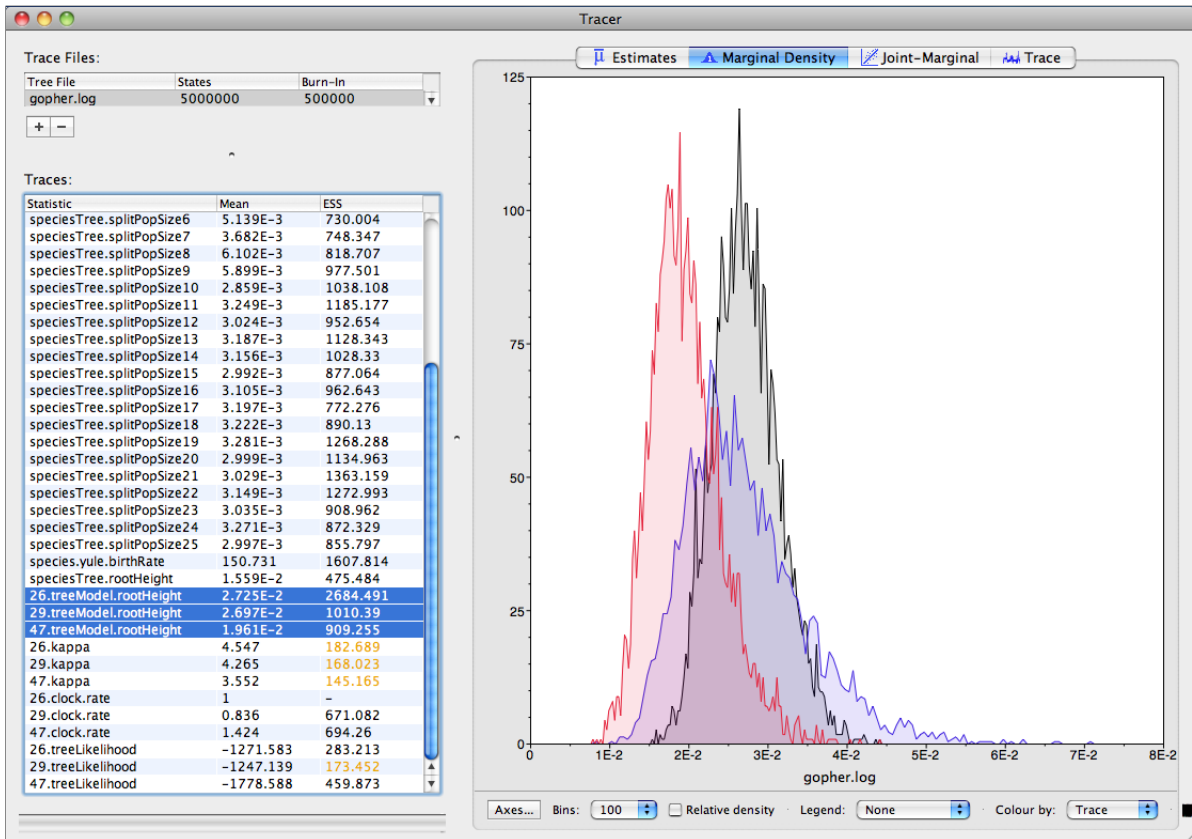 Tracer
Trace Files:
Tree File States Burn-In
gopher.log 5000000 500000
+ −
Traces:
Statistic Mean ESS
speciesTree.splitPopSize6 5.139E-3 730.004
speciesTree.splitPopSize7 3.682E-3 748.347
speciesTree.splitPopSize8 6.102E-3 818.707
speciesTree.splitPopSize9 5.899E-3 977.501
speciesTree.splitPopSize10 2.859E-3 1038.108
speciesTree.splitPopSize11 3.249E-3 1185.177
speciesTree.splitPopSize12 3.024E-3 952.654
speciesTree.splitPopSize13 3.187E-3 1128.343
speciesTree.splitPopSize14 3.156E-3 1028.33
speciesTree.splitPopSize15 2.992E-3 877.064
speciesTree.splitPopSize16 3.105E-3 962.643
speciesTree.splitPopSize17 3.197E-3 772.276
speciesTree.splitPopSize18 3.222E-3 890.13
speciesTree.splitPopSize19 3.281E-3 1268.288
speciesTree.splitPopSize20 2.999E-3 1134.963
speciesTree.splitPopSize21 3.029E-3 1363.159
speciesTree.splitPopSize22 3.149E-3 1272.993
speciesTree.splitPopSize23 3.035E-3 908.962
speciesTree.splitPopSize24 3.271E-3 872.329
speciesTree.splitPopSize25 2.997E-3 855.797
species.yule.birthRate 150.731 1607.814
speciesTree.rootHeight 1.559E-2 475.484
26.treeModel.rootHeight 2.725E-2 2684.491
29.treeModel.rootHeight 2.697E-2 1010.39
47.treeModel.rootHeight 1.961E-2 909.255
26.kappa 4.547 182.689
29.kappa 4.265 168.023
47.kappa 3.552 145.165
26.clock.rate 1 -
29.clock.rate 0.836 671.082
47.clock.rate 1.424 694.26
26.treeLikelihood -1271.583 283.213
29.treeLikelihood -1247.139 173.452
47.treeLikelihood -1778.588 459.873
μ Estimates Marginal Density Joint-Marginal Trace
125
100
75
50
25
0
0 1E-2 2E-2 3E-2 4E-2 5E-2 6E-2 7E-2 8E-2
gopher.log
Axes... Bins: 100 Relative density Legend: None Colour by: Trace